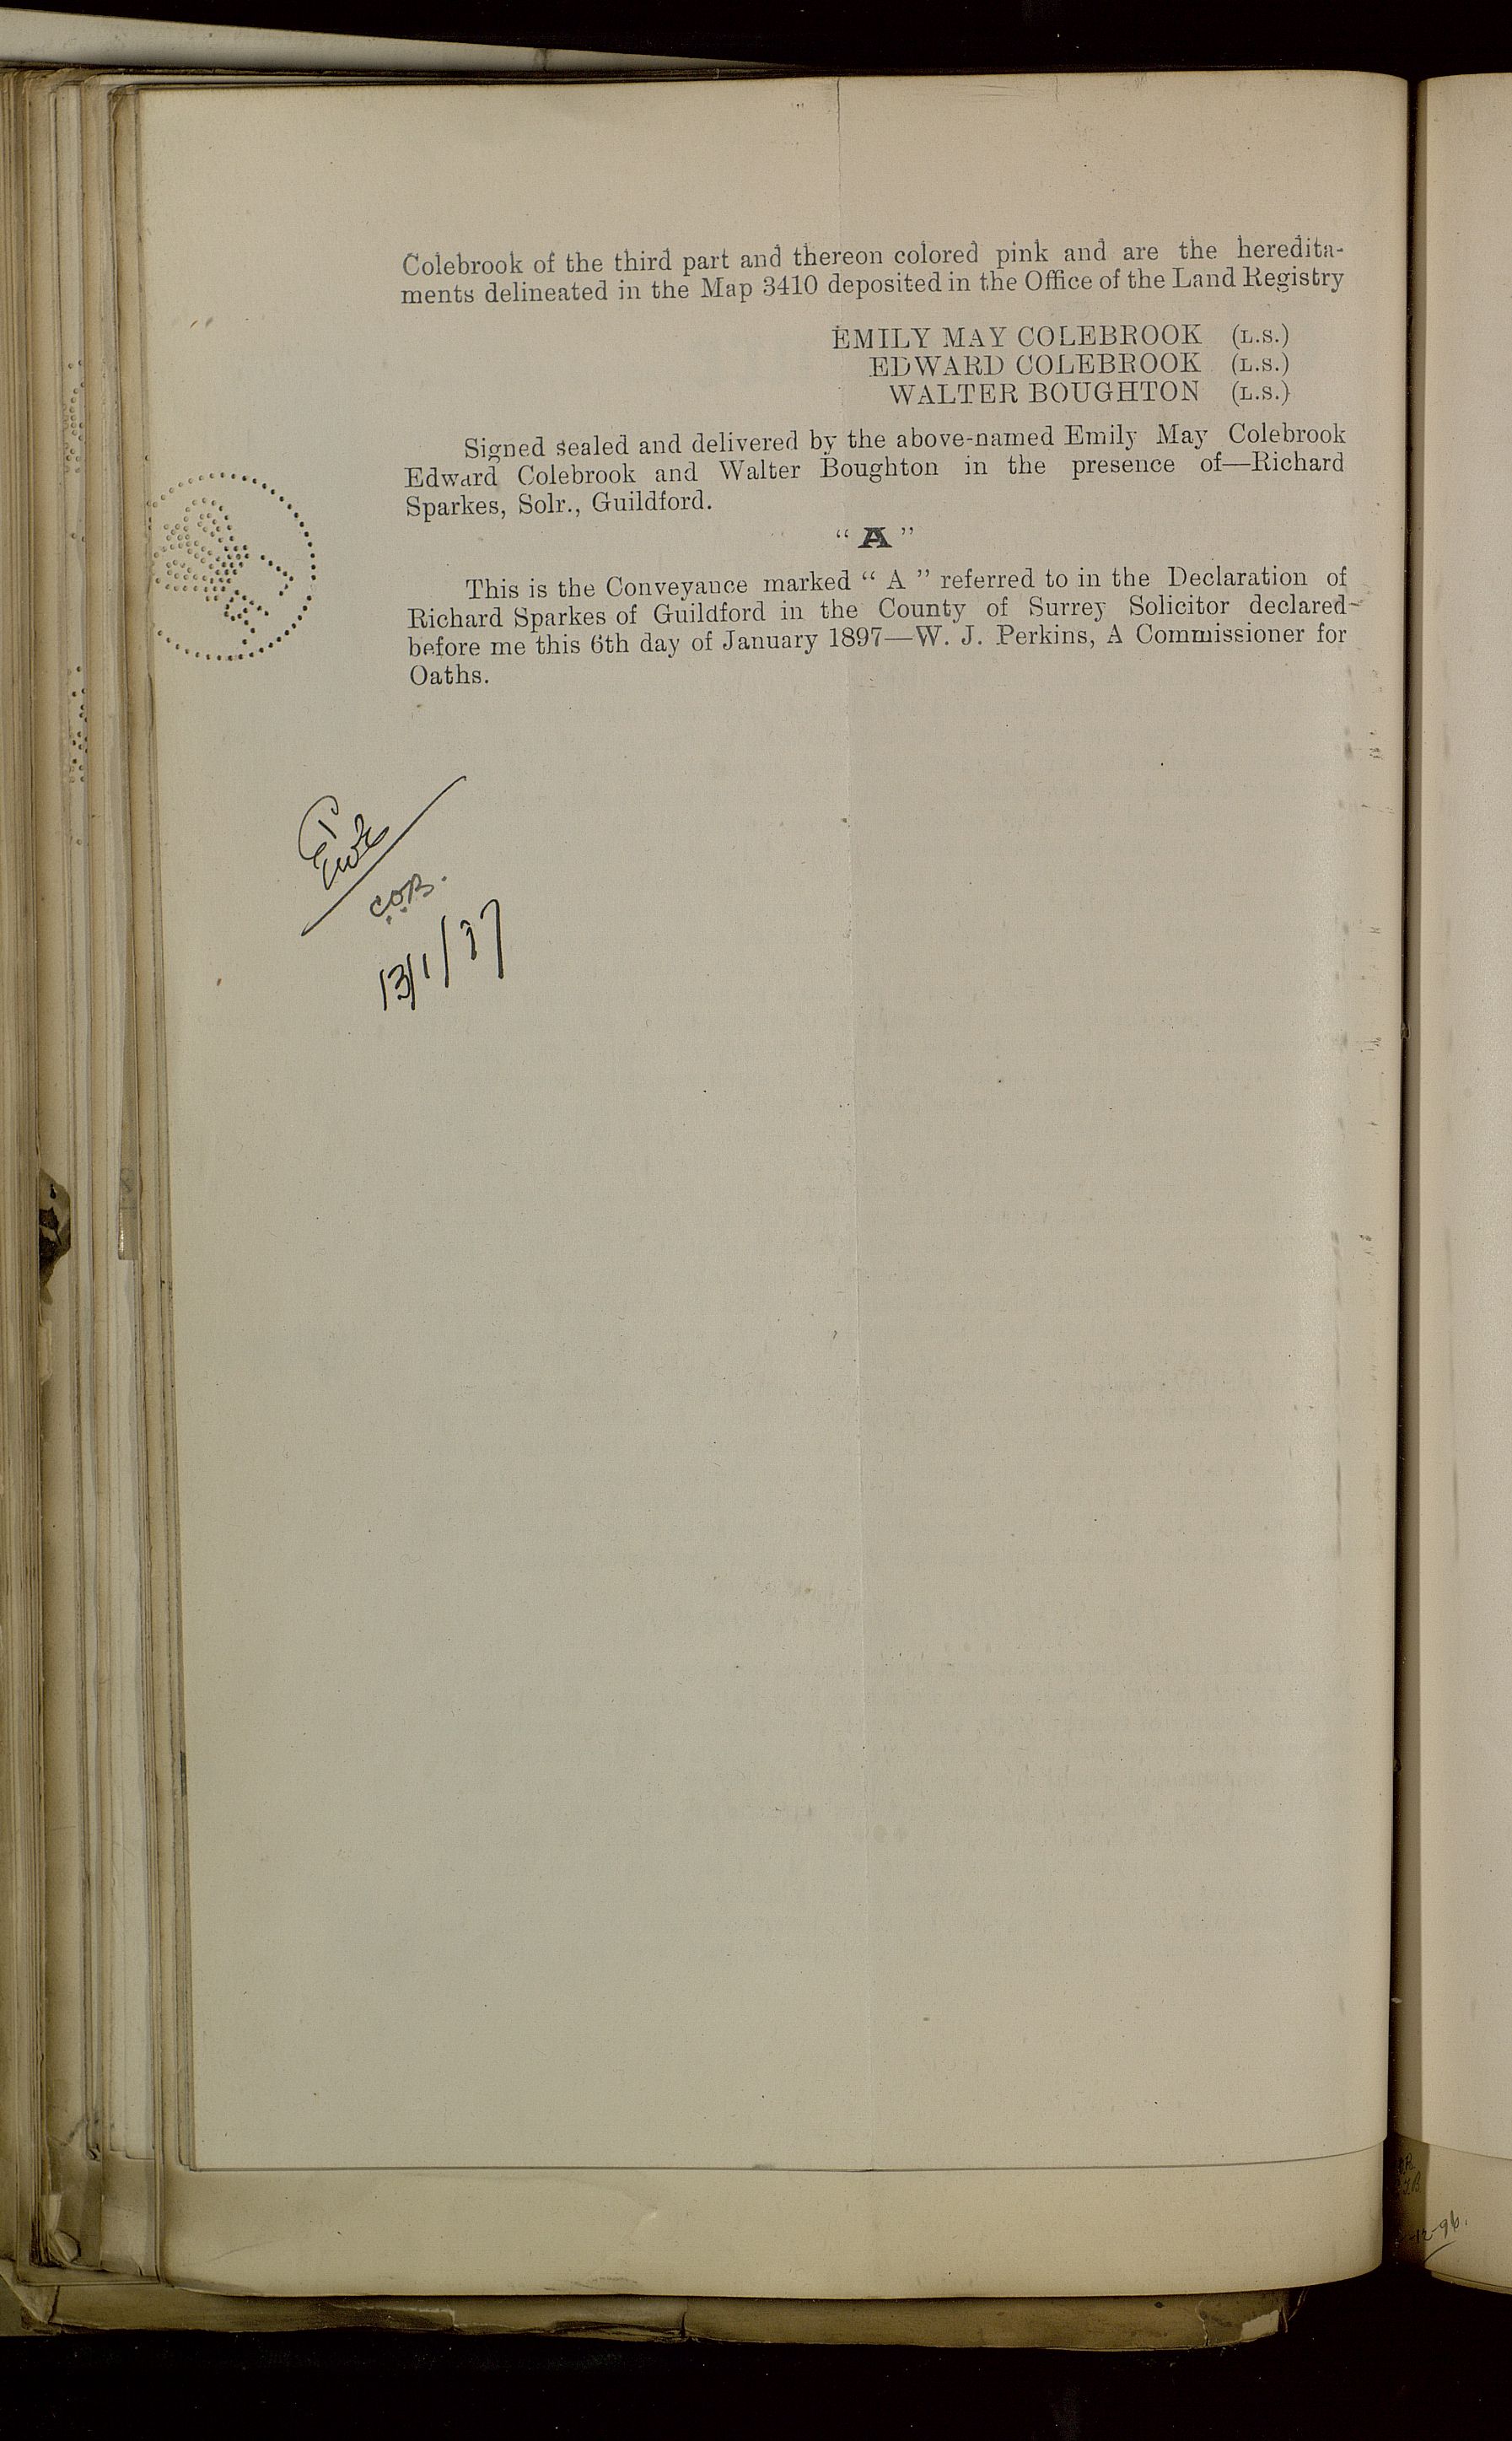 Colebrook of the third part and thereon colored pink and are the heredita-
ments delineated in the Map 3410 deposited in the Office of the Land Registry
EMILY MAY COLEBROOK (L.S.)
EDWARD COLEBROOK (L.S.)
WALTER BOUGHTON (L.S.)
Signed sealed and delivered by the above-named Emily May Colebrook
Edward Colebrook and Walter Boughton in the presence of—Richard
Sparkes, Solr., Guildford.
“ A ”
This is the Conveyance marked “ A ” referred to in the Declaration of
Richard Sparkes of Guildford in the County of Surrey Solicitor declared-
before me this 6th day of January 1897—W. J. Perkins, A Commissioner for
Oaths.
COB.
13/1/97
12-96.